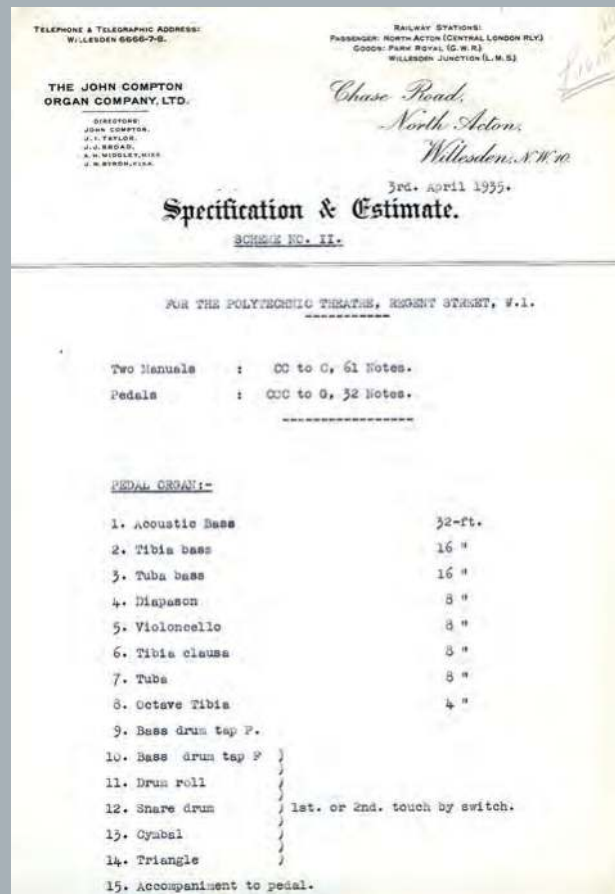 TELEPHONE & TELEGRAPHIC ADDRESS:
WILLESDEN 6666-7-8.
RAILWAY STATIONS:
PASSENGER: NORTH ACTON (CENTRAL LONDON RLY.)
GOODS: PARK ROYAL (G.W.R.)
WILLESDEN JUNCTION (L.M.S.)
THE JOHN COMPTON
ORGAN COMPANY, LTD.
DIRECTORS:
JOHN COMPTON.
J. I. TAYLOR.
J. J. BROAD.
A. H. MIDGLEY, MIEE.
Chase Road,
North Acton,
Willesden, N.W.10.
3rd. April 1935.
Specification & Estimate.
SCHEME NO. II.
FOR THE POLYTECHNIC THEATRE, REGENT STREET, W.1.
Two Manuals : CC to C, 61 Notes.
Pedals : CCC to G, 32 Notes.
PEDAL ORGAN:-
1. Acoustic Bass 32-ft.
2. Tibia bass 16 "
3. Tuba bass 16 "
4. Diapason 8 "
5. Violoncello 8 "
6. Tibia clausa 8 "
7. Tuba 8 "
8. Octave Tibia 4 "
9. Bass drum tap P.
10. Bass drum tap F )
11. Drum roll )
12. Snare drum ) 1st. or 2nd. touch by switch.
13. Cymbal )
14. Triangle )
15. Accompaniment to pedal.